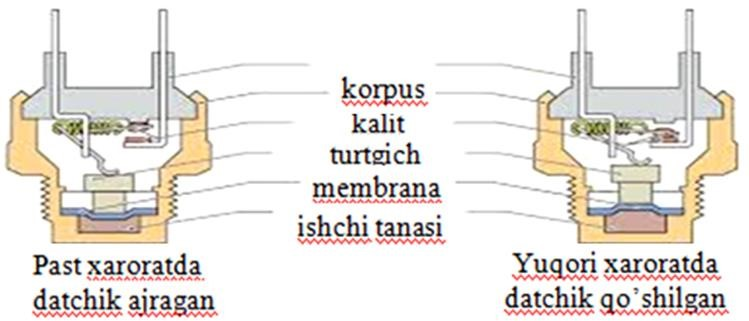 korpus
kalit
turtgich
membrana
ishchi tanasi
Past xaroratda
datchik ajragan
Yuqori xaroratda
datchik qo’shilgan